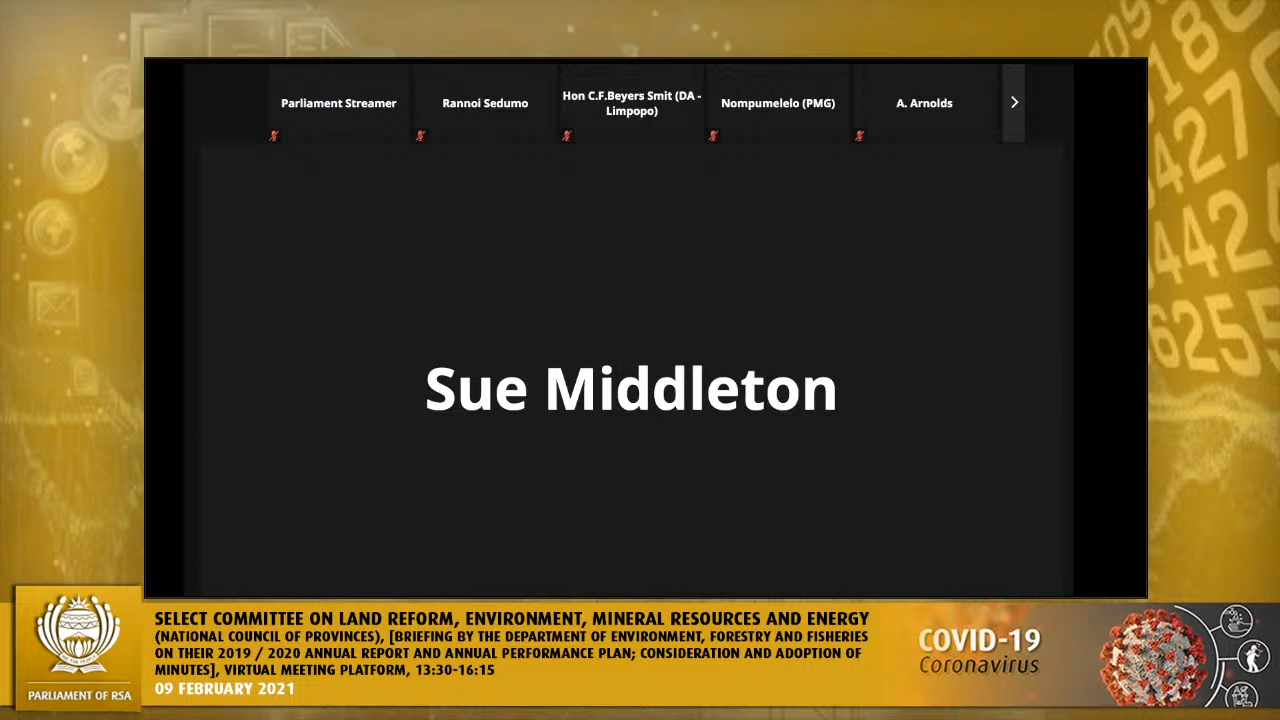 Parliament Streamer
Rannoi Sedumo
Hon C.F.Beyers Smit (DA -
Limpopo)
Nompumelelo (PMG)
A. Arnolds
Sue Middleton
SELECT COMMITTEE ON LAND REFORM, ENVIRONMENT, MINERAL RESOURCES AND ENERGY
(NATIONAL COUNCIL OF PROVINCES), [BRIEFING BY THE DEPARTMENT OF ENVIRONMENT, FORESTRY AND FISHERIES
ON THEIR 2019 / 2020 ANNUAL REPORT AND ANNUAL PERFORMANCE PLAN; CONSIDERATION AND ADOPTION OF
MINUTES], VIRTUAL MEETING PLATFORM, 13:30-16:15
09 FEBRUARY 2021
PARLIAMENT OF RSA
COVID-19
Coronavirus